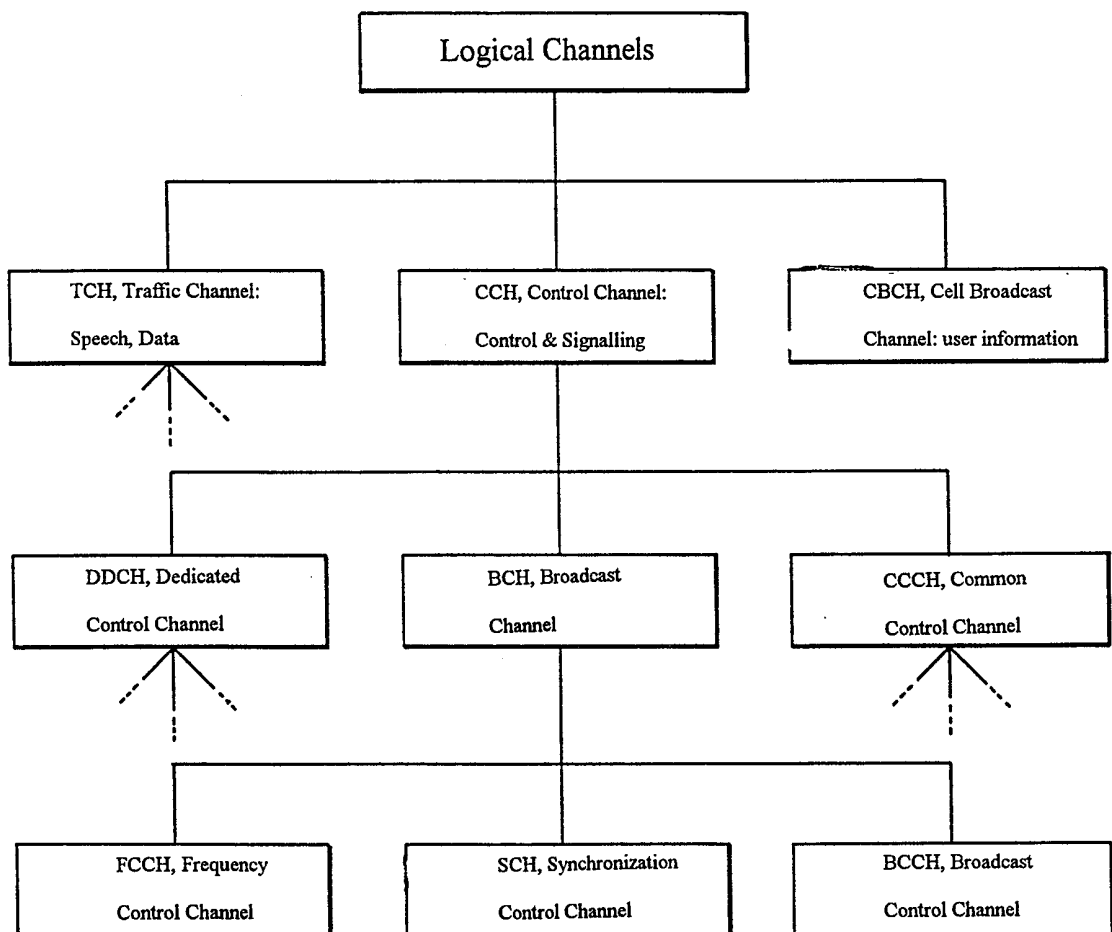 Logical Channels
TCH, Traffic Channel:
Speech, Data
CCH, Control Channel:
Control & Signalling
CBCH, Cell Broadcast
Channel: user information
DDCH, Dedicated
Control Channel
BCH, Broadcast
Channel
CCCH, Common
Control Channel
FCCH, Frequency
Control Channel
SCH, Synchronization
Control Channel
BCCH, Broadcast
Control Channel